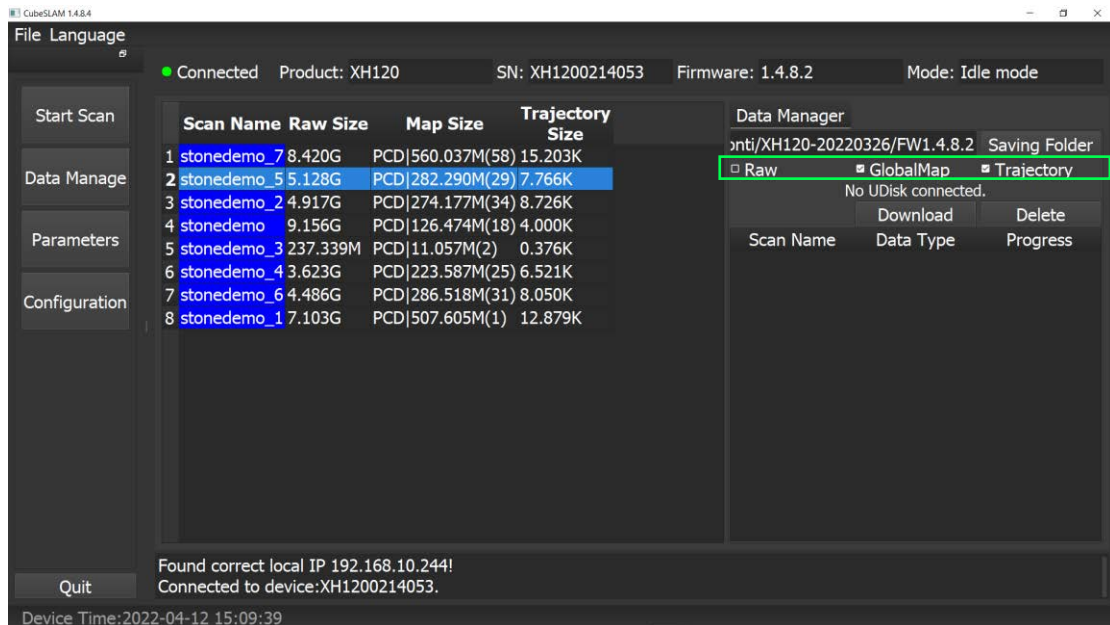 CubeSLAM 1.4.8.4
File Language
Connected Product: XH120 SN: XH1200214053 Firmware: 1.4.8.2 Mode: Idle mode
Start Scan
Data Manage
Parameters
Configuration
Quit
Scan Name Raw Size Map Size Trajectory Size
1 stonedemo_7 8.420G PCD|560.037M(58) 15.203K
2 stonedemo_5 5.128G PCD|282.290M(29) 7.766K
3 stonedemo_2 4.917G PCD|274.177M(34) 8.726K
4 stonedemo 9.156G PCD|126.474M(18) 4.000K
5 stonedemo_3 237.339M PCD|11.057M(2) 0.376K
6 stonedemo_4 3.623G PCD|223.587M(25) 6.521K
7 stonedemo_6 4.486G PCD|286.518M(31) 8.050K
8 stonedemo_1 7.103G PCD|507.605M(1) 12.879K
Data Manager
onti/XH120-20220326/FW1.4.8.2 Saving Folder
Raw GlobalMap Trajectory
No UDisk connected.
Download Delete
Scan Name Data Type Progress
Found correct local IP 192.168.10.244!
Connected to device:XH1200214053.
Device Time:2022-04-12 15:09:39